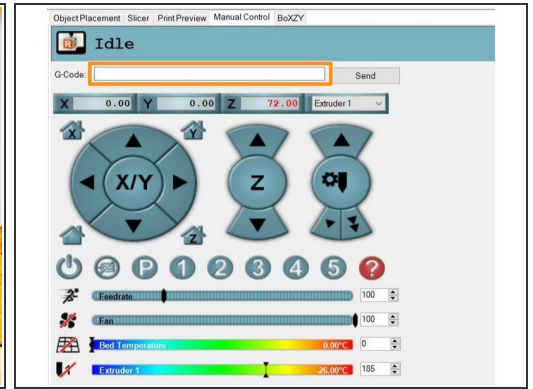 Object Placement Slicer Print Preview Manual Control BoXZY
R
Idle
G-Code: Send
X 0.00 Y 0.00 Z 72.00 Extruder 1
X Y
X/Y Z
Z
P 1 2 3 4 5 ?
Feedrate 100
Fan 100
Bed Temperature 0.00°C 0
Extruder 1 26.00°C 185